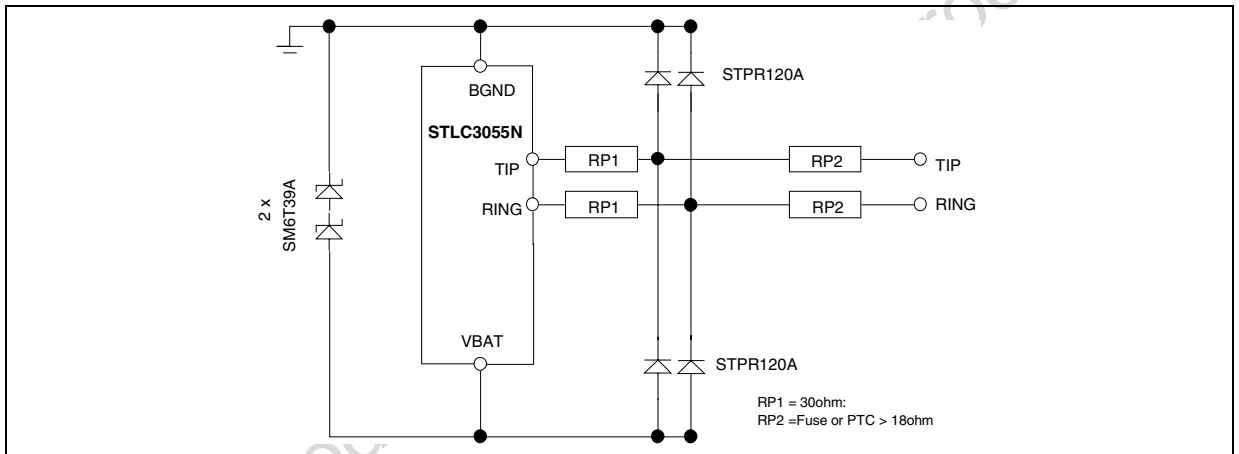 BGND
STPR120A
STLC3055N
TIP
RP1
RP2
TIP
RING
RP1
RP2
RING
2 x
SM6T39A
VBAT
STPR120A
RP1 = 30ohm:
RP2 =Fuse or PTC > 18ohm